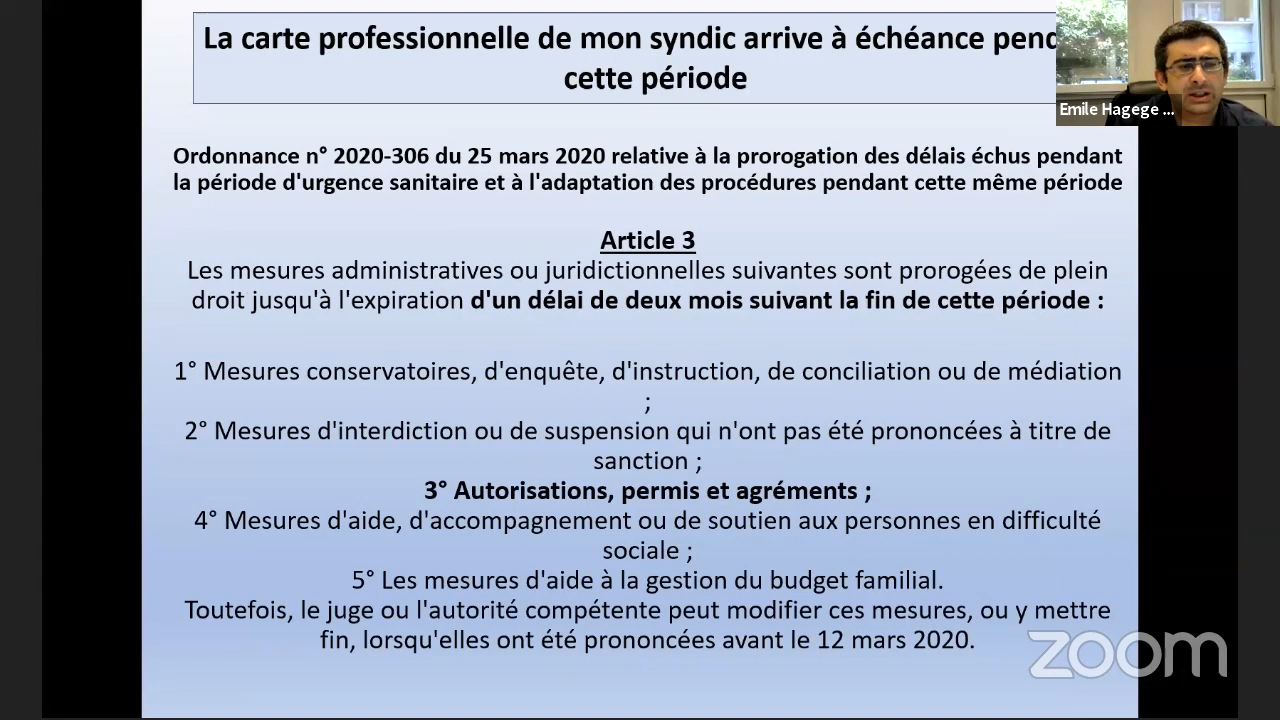 La carte professionnelle de mon syndic arrive à échéance
cette période
Emile Hagege ...
Ordonnance n° 2020-306 du 25 mars 2020 relative à la prorogation des délais échus pendant
la période d'urgence sanitaire et à l'adaptation des procédures pendant cette même période
Article 3
Les mesures administratives ou juridictionnelles suivantes sont prorogées de plein
droit jusqu'à l'expiration d'un délai de deux mois suivant la fin de cette période :
1° Mesures conservatoires, d'enquête, d'instruction, de conciliation ou de médiation
;
2° Mesures d'interdiction ou de suspension qui n'ont pas été prononcées à titre de
sanction ;
3° Autorisations, permis et agréments ;
4° Mesures d'aide, d'accompagnement ou de soutien aux personnes en difficulté
sociale ;
5° Les mesures d'aide à la gestion du budget familial.
Toutefois, le juge ou l'autorité compétente peut modifier ces mesures, ou y mettre
fin, lorsqu'elles ont été prononcées avant le 12 mars 2020.
zoom